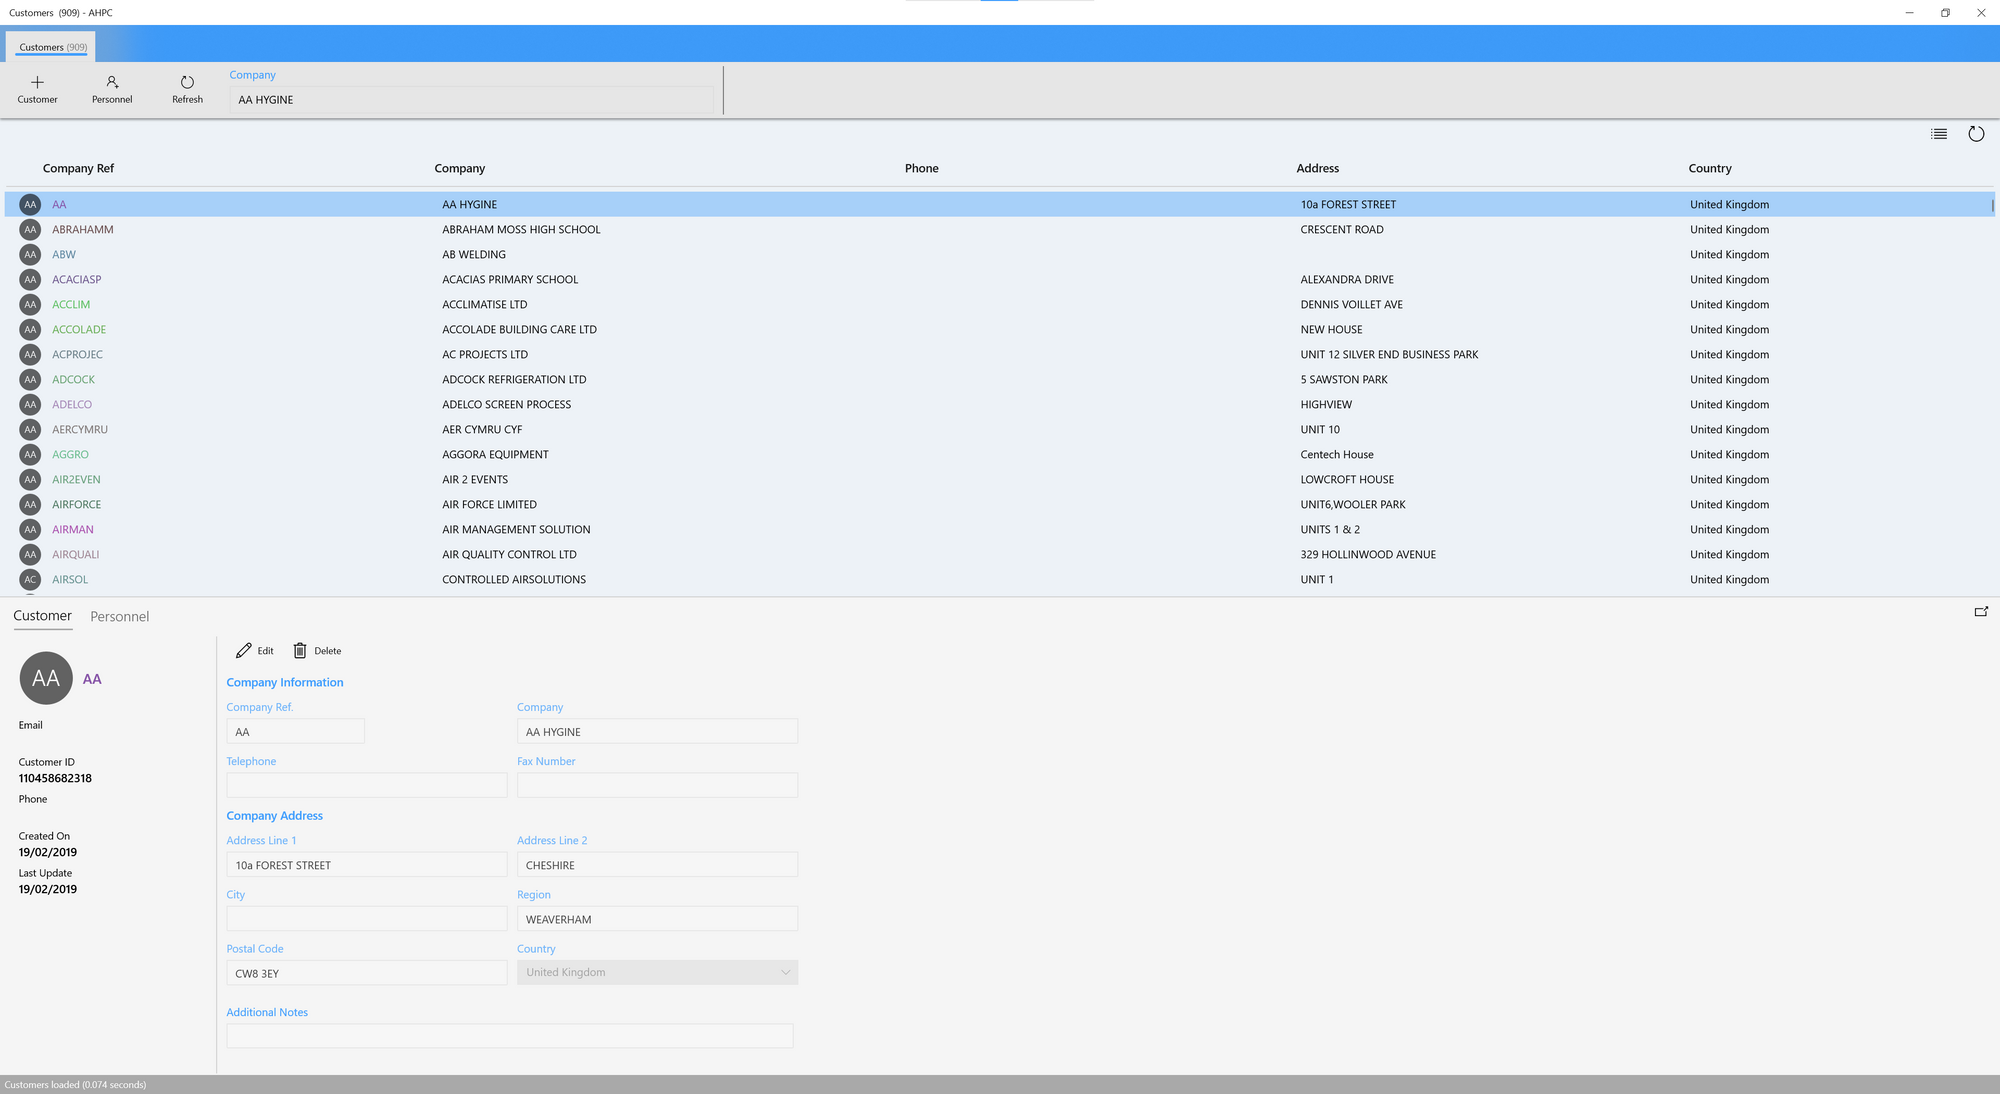 Customers (909) - AHPC
Customers (909)
Customer
Personnel
Refresh
Company
AA HYGINE
Company Ref Company Phone Address Country
AA AA AA HYGINE 10a FOREST STREET United Kingdom
AA ABRAHAMM ABRAHAM MOSS HIGH SCHOOL CRESCENT ROAD United Kingdom
AA ABW AB WELDING United Kingdom
AA ACACIASP ACACIAS PRIMARY SCHOOL ALEXANDRA DRIVE United Kingdom
AA ACCLIM ACCLIMATISE LTD DENNIS VOILLET AVE United Kingdom
AA ACCOLADE ACCOLADE BUILDING CARE LTD NEW HOUSE United Kingdom
AA ACPROJEC AC PROJECTS LTD UNIT 12 SILVER END BUSINESS PARK United Kingdom
AA ADCOCK ADCOCK REFRIGERATION LTD 5 SAWSTON PARK United Kingdom
AA ADELCO ADELCO SCREEN PROCESS HIGHVIEW United Kingdom
AA AERCYMRU AER CYMRU CYF UNIT 10 United Kingdom
AA AGGRO AGGORA EQUIPMENT Centech House United Kingdom
AA AIR2EVEN AIR 2 EVENTS LOWCROFT HOUSE United Kingdom
AA AIRFORCE AIR FORCE LIMITED UNIT6,WOOLER PARK United Kingdom
AA AIRMAN AIR MANAGEMENT SOLUTION UNITS 1 & 2 United Kingdom
AA AIRQUALI AIR QUALITY CONTROL LTD 329 HOLLINWOOD AVENUE United Kingdom
AC AIRSOL CONTROLLED AIRSOLUTIONS UNIT 1 United Kingdom
Customer Personnel
AA AA
Email
Customer ID
110458682318
Phone
Created On
19/02/2019
Last Update
19/02/2019
Edit Delete
Company Information
Company Ref. Company
AA AA HYGINE
Telephone Fax Number
Company Address
Address Line 1 Address Line 2
10a FOREST STREET CHESHIRE
City Region
WEAVERHAM
Postal Code Country
CW8 3EY United Kingdom
Additional Notes
Customers loaded (0.074 seconds)